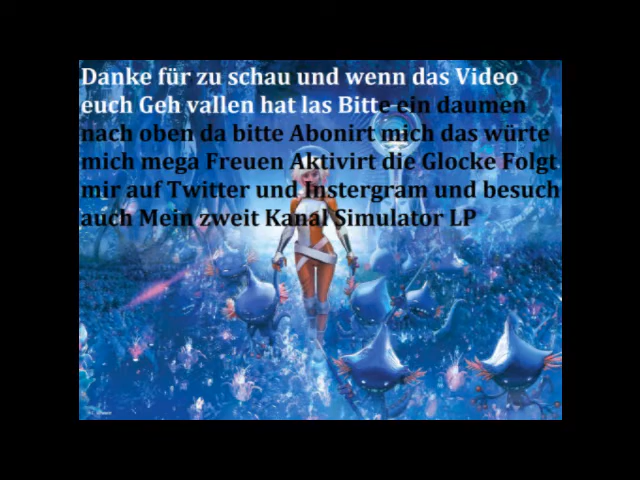 Danke für zu schau und wenn das Video
euch Geh vallen hat las Bitte ein daumen
nach oben da bitte Abonirt mich das würte
mich mega Freuen Aktivirt die Glocke Folgt
mir auf Twitter und Instergram und besuch
auch Mein zweit Kanal Simulator LP